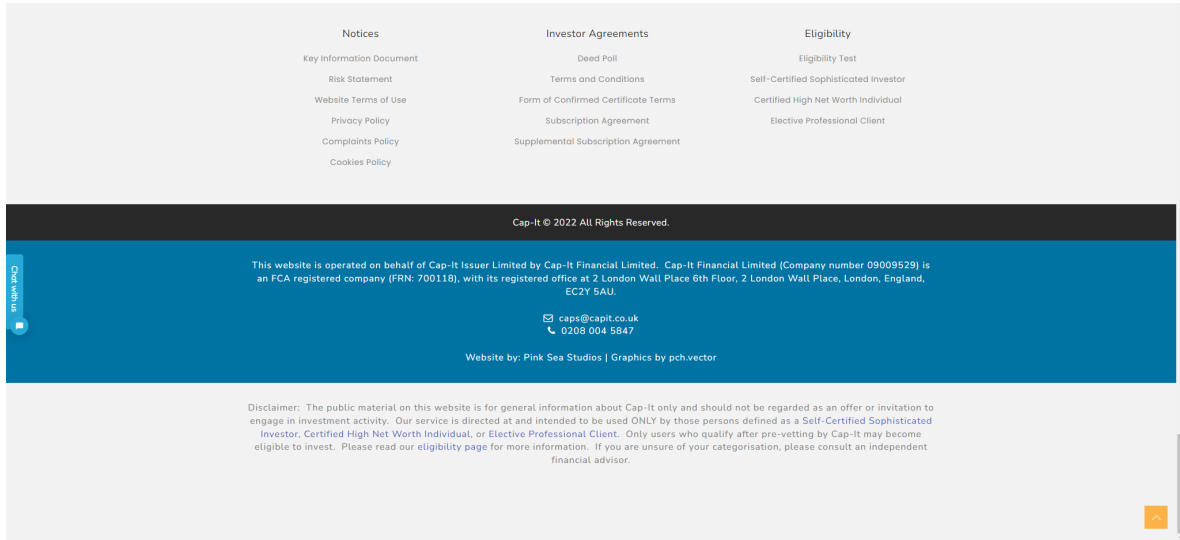 Notices
Key Information Document
Risk Statement
Website Terms of Use
Privacy Policy
Complaints Policy
Cookies Policy
Investor Agreements
Deed Poll
Terms and Conditions
Form of Confirmed Certificate Terms
Subscription Agreement
Supplemental Subscription Agreement
Eligibility
Eligibility Test
Self-Certified Sophisticated Investor
Certified High Net Worth Individual
Elective Professional Client
Cap-It © 2022 All Rights Reserved.
Chat with us
This website is operated on behalf of Cap-It Issuer Limited by Cap-It Financial Limited. Cap-It Financial Limited (Company number 09009529) is
an FCA registered company (FRN: 700118), with its registered office at 2 London Wall Place 6th Floor, 2 London Wall Place, London, England,
EC2Y 5AU.
caps@capit.co.uk
0208 004 5847
Website by: Pink Sea Studios | Graphics by pch.vector
Disclaimer: The public material on this website is for general information about Cap-It only and should not be regarded as an offer or invitation to
engage in investment activity. Our service is directed at and intended to be used ONLY by those persons defined as a Self-Certified Sophisticated
Investor, Certified High Net Worth Individual, or Elective Professional Client. Only users who qualify after pre-vetting by Cap-It may become
eligible to invest. Please read our eligibility page for more information. If you are unsure of your categorisation, please consult an independent
financial advisor.